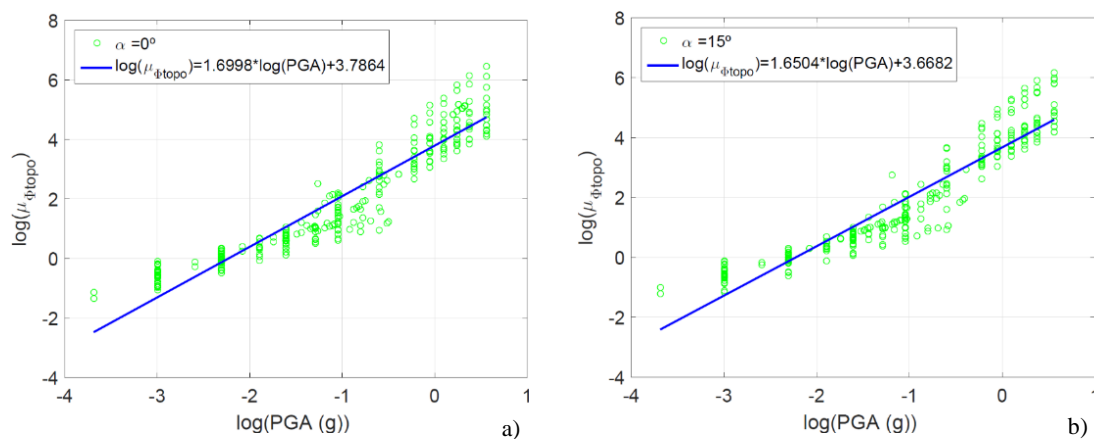 8
6
4
2
0
-2
-4
-4
-3
-2
-1
0
1
log(μΦtopo)
log(PGA (g))
α =0º
log(μΦtopo)=1.6998*log(PGA)+3.7864
a)
8
6
4
2
0
-2
-4
-4
-3
-2
-1
0
1
log(μΦtopo)
log(PGA (g))
α =15º
log(μΦtopo)=1.6504*log(PGA)+3.6682
b)